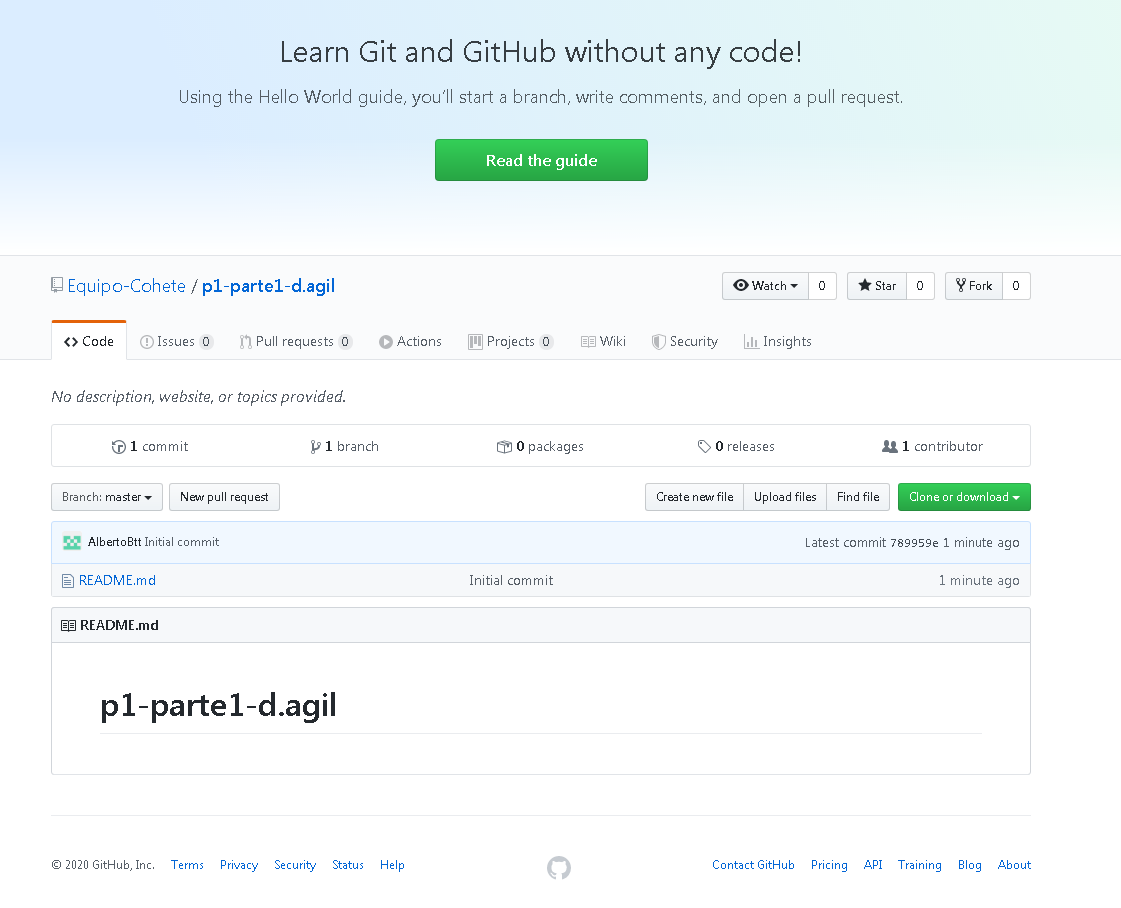 Learn Git and GitHub without any code!
Using the Hello World guide, you'll start a branch, write comments, and open a pull request.
Read the guide
Equipo-Cohete / p1-parte1-d.agil
Watch 0 Star 0 Fork 0
Code Issues 0 Pull requests 0 Actions Projects 0 Wiki Security Insights
No description, website, or topics provided.
1 commit 1 branch 0 packages 0 releases 1 contributor
Branch: master New pull request Create new file Upload files Find file Clone or download
AlbertoBtt Initial commit Latest commit 789959e 1 minute ago
README.md Initial commit 1 minute ago
README.md
p1-parte1-d.agil
© 2020 GitHub, Inc. Terms Privacy Security Status Help Contact GitHub Pricing API Training Blog About